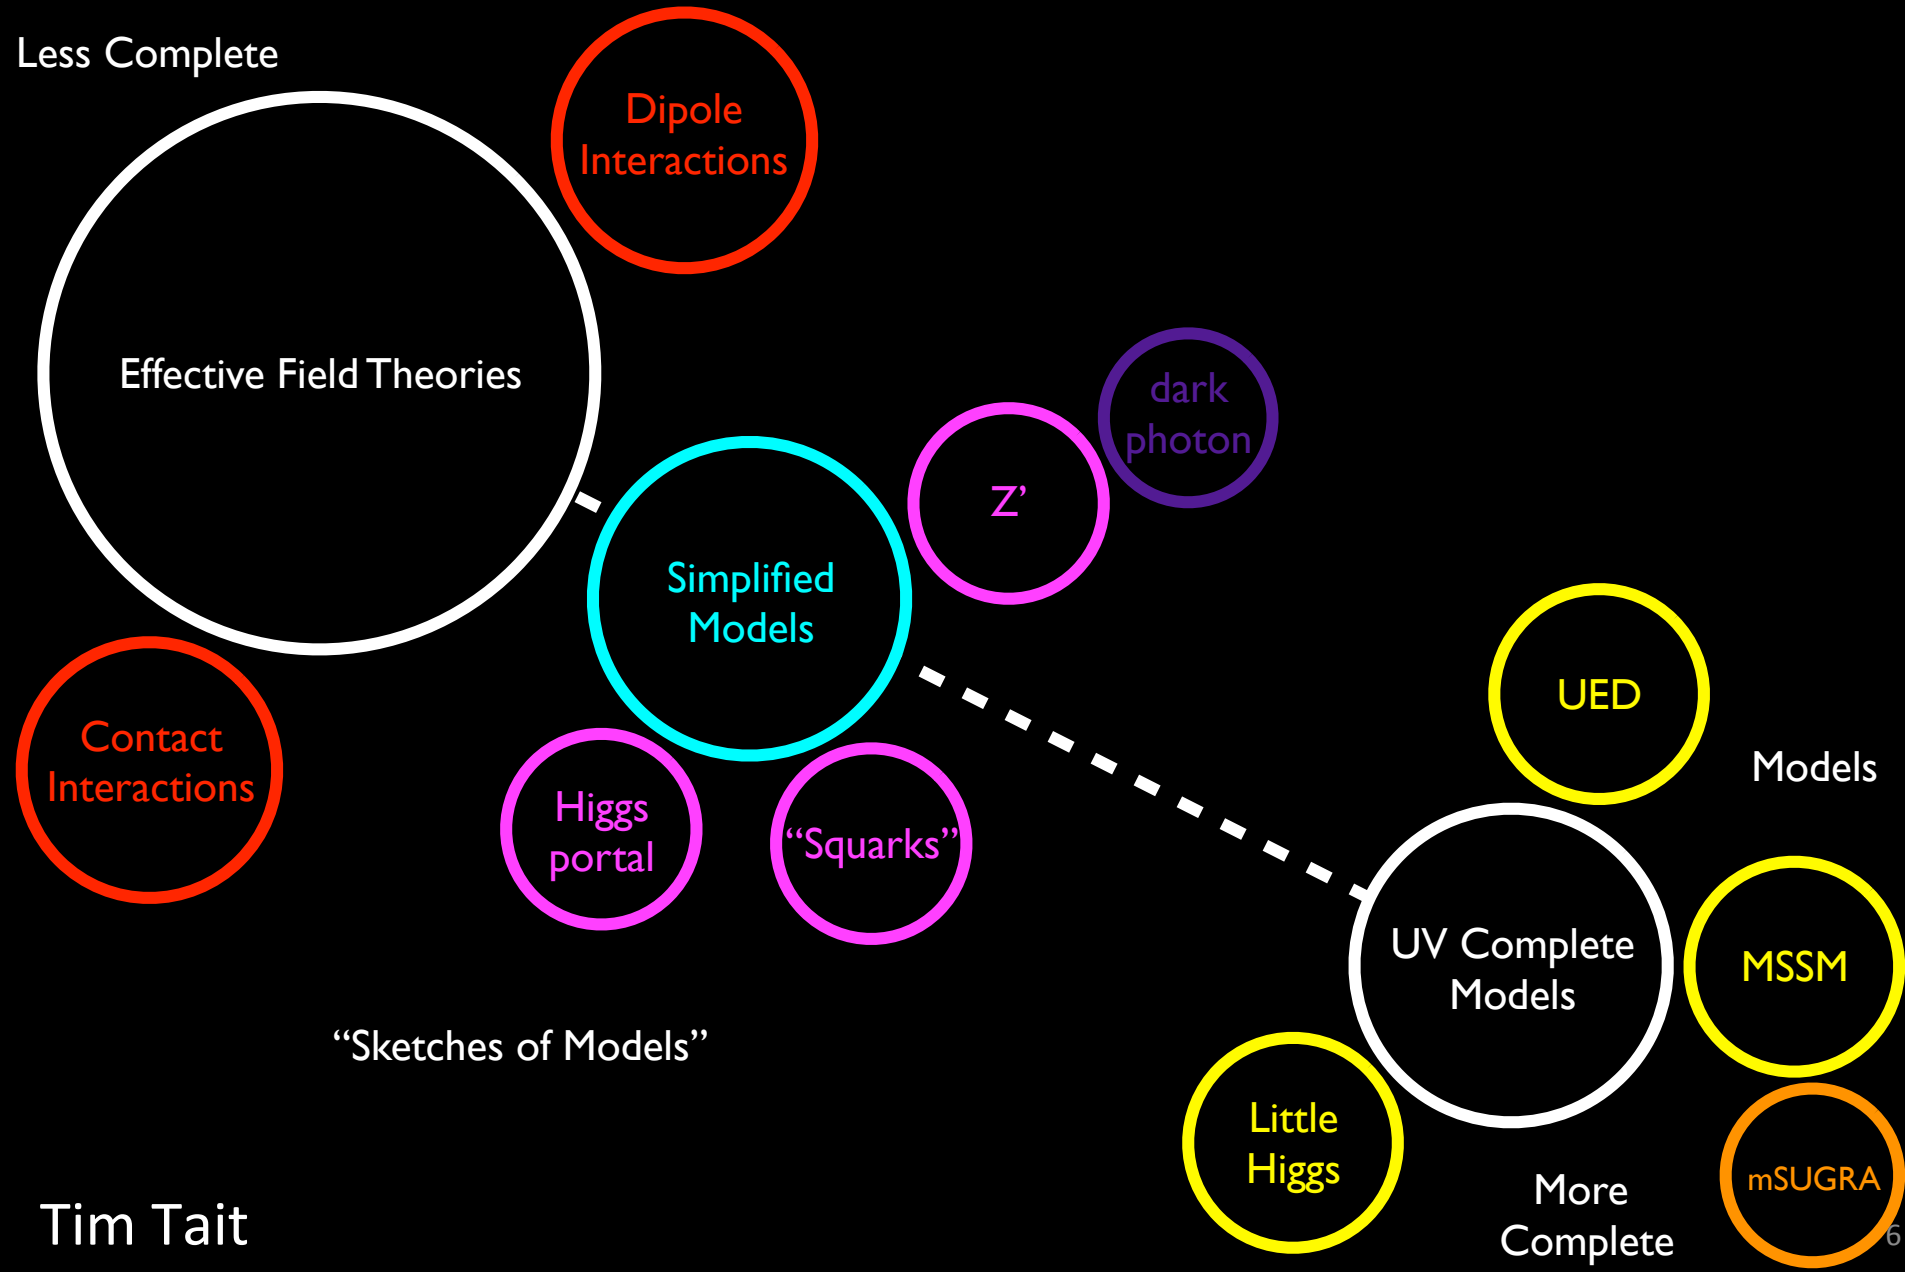 Less Complete
Dipole
Interactions
Effective Field Theories
dark
photon
Z’
Simplified
Models
UED
Contact
Interactions
Models
Higgs
portal
“Squarks”
UV Complete
Models
MSSM
“Sketches of Models”
Little
Higgs
mSUGRA
More
Complete
Tim Tait
6